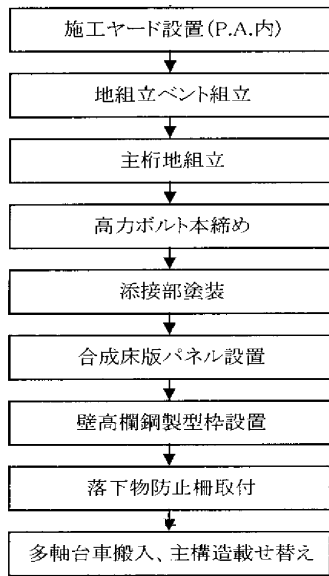 施工ヤード設置(P.A.内)
地組立ベント組立
主桁地組立
高力ボルト本締め
添接部塗装
合成床版パネル設置
壁高欄鋼製型枠設置
落下物防止柵取付
多軸台車搬入、主構造載せ替え